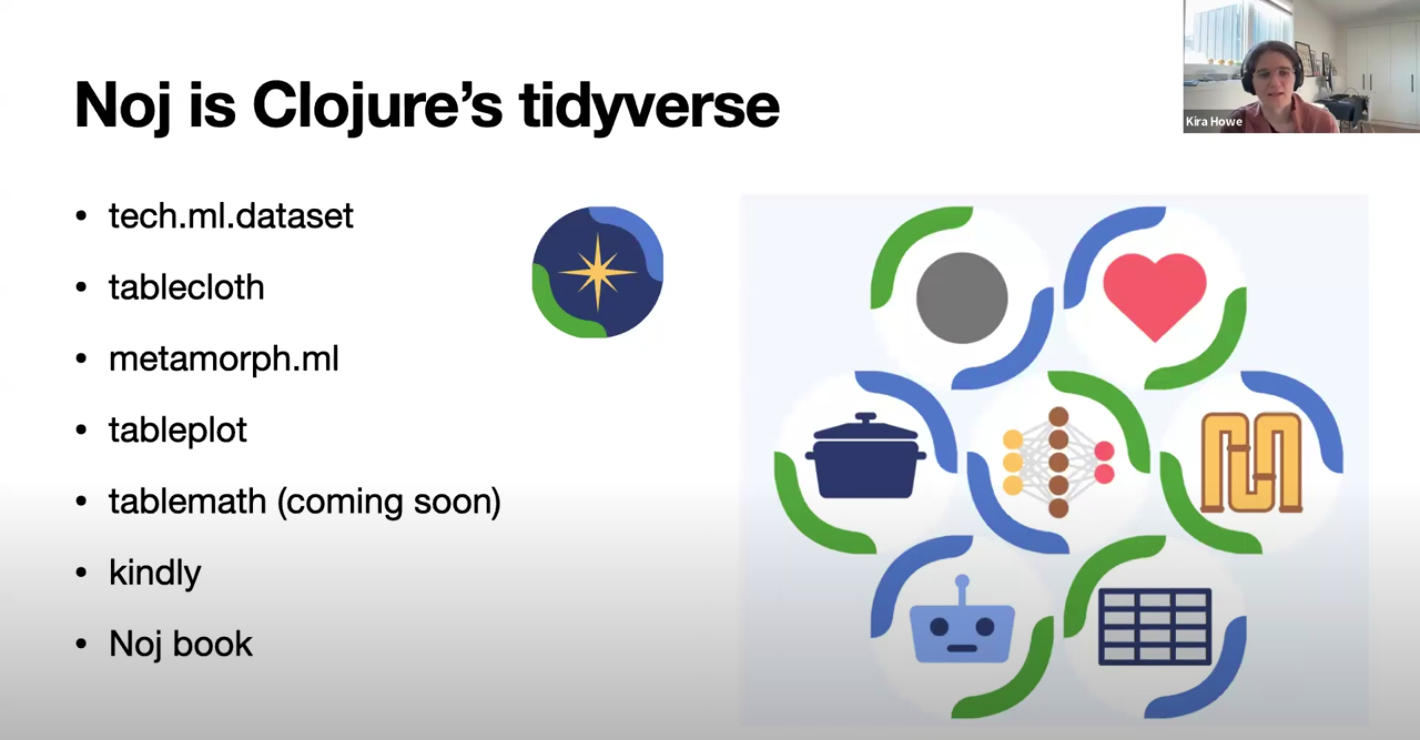 Noj is Clojure's tidyverse
Kira Howe
• tech.ml.dataset
• tablecloth
• metamorph.ml
• tableplot
• tablemath (coming soon)
• kindly
• Noj book